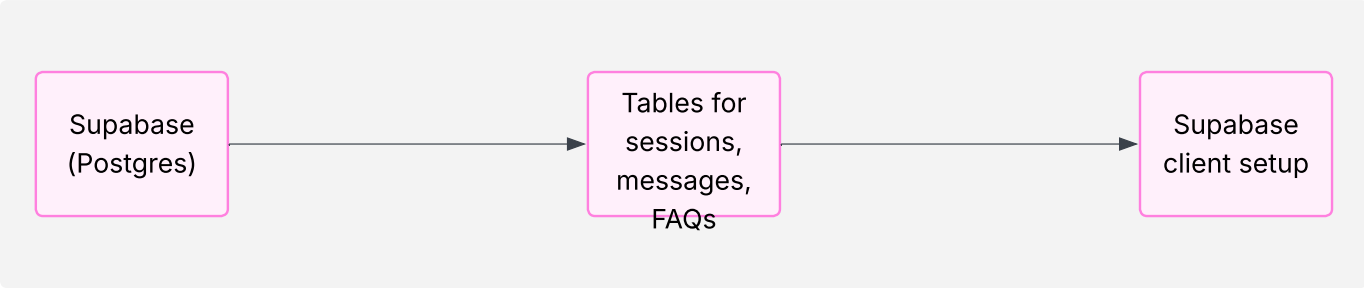 Supabase
(Postgres)
Tables for
sessions,
messages,
FAQs
Supabase
client setup